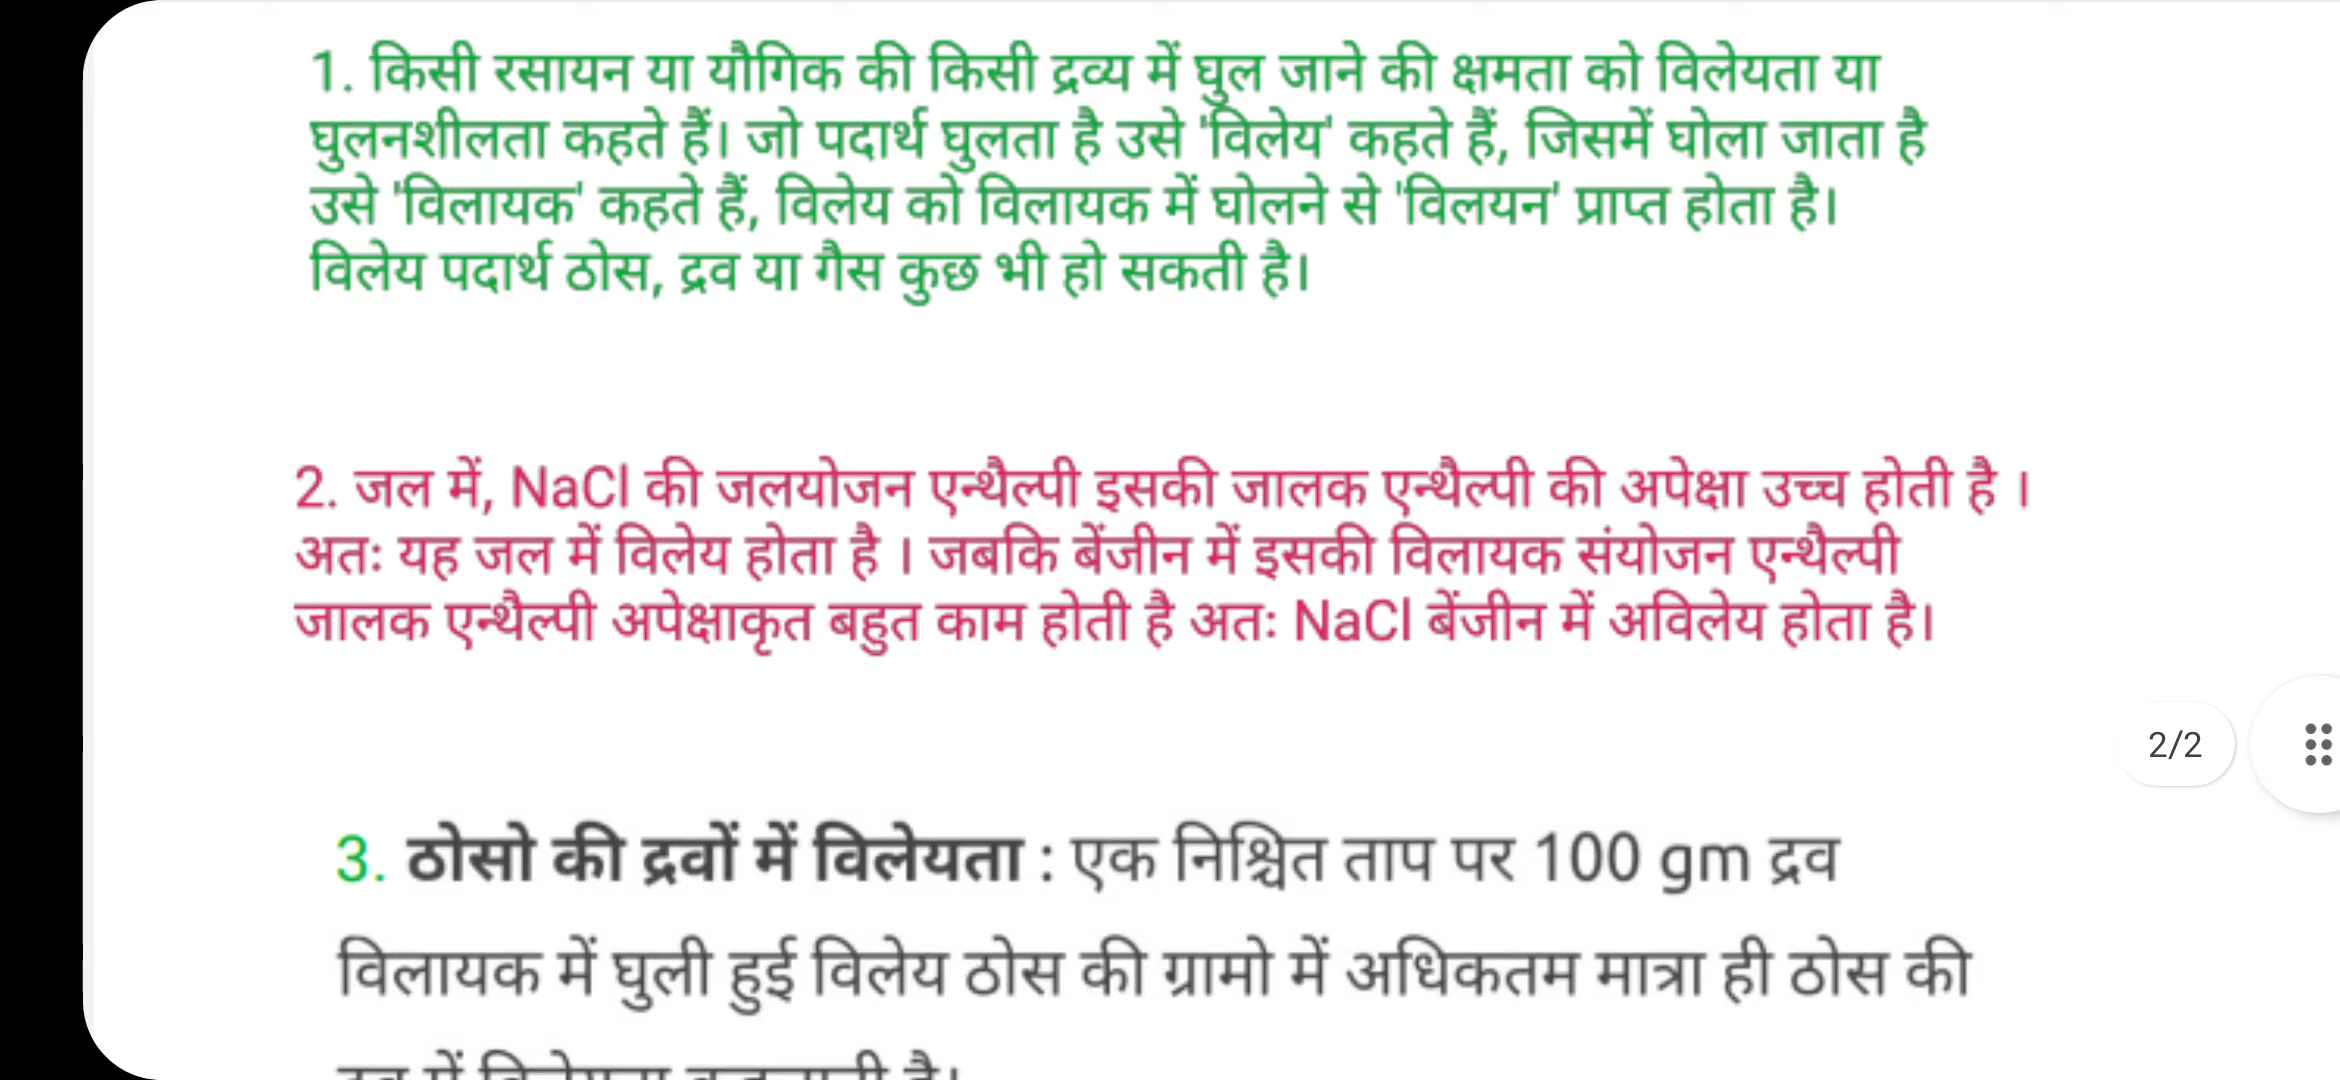 1. किसी रसायन या यौगिक की किसी द्रव्य में घुल जाने की क्षमता को विलेयता या
घुलनशीलता कहते हैं। जो पदार्थ घुलता है उसे 'विलेय' कहते हैं, जिसमें घोला जाता है
उसे 'विलायक' कहते हैं, विलेय को विलायक में घोलने से 'विलयन' प्राप्त होता है।
विलेय पदार्थ ठोस, द्रव या गैस कुछ भी हो सकती है।
2. जल में, NaCl की जलयोजन एन्थैल्पी इसकी जालक एन्थैल्पी की अपेक्षा उच्च होती है ।
अतः यह जल में विलेय होता है । जबकि बेंजीन में इसकी विलायक संयोजन एन्थैल्पी
जालक एन्थैल्पी अपेक्षाकृत बहुत काम होती है अतः NaCl बेंजीन में अविलेय होता है।
2/2
3. ठोसो की द्रवों में विलेयता : एक निश्चित ताप पर 100 gm द्रव
विलायक में घुली हुई विलेय ठोस की ग्रामो में अधिकतम मात्रा ही ठोस की